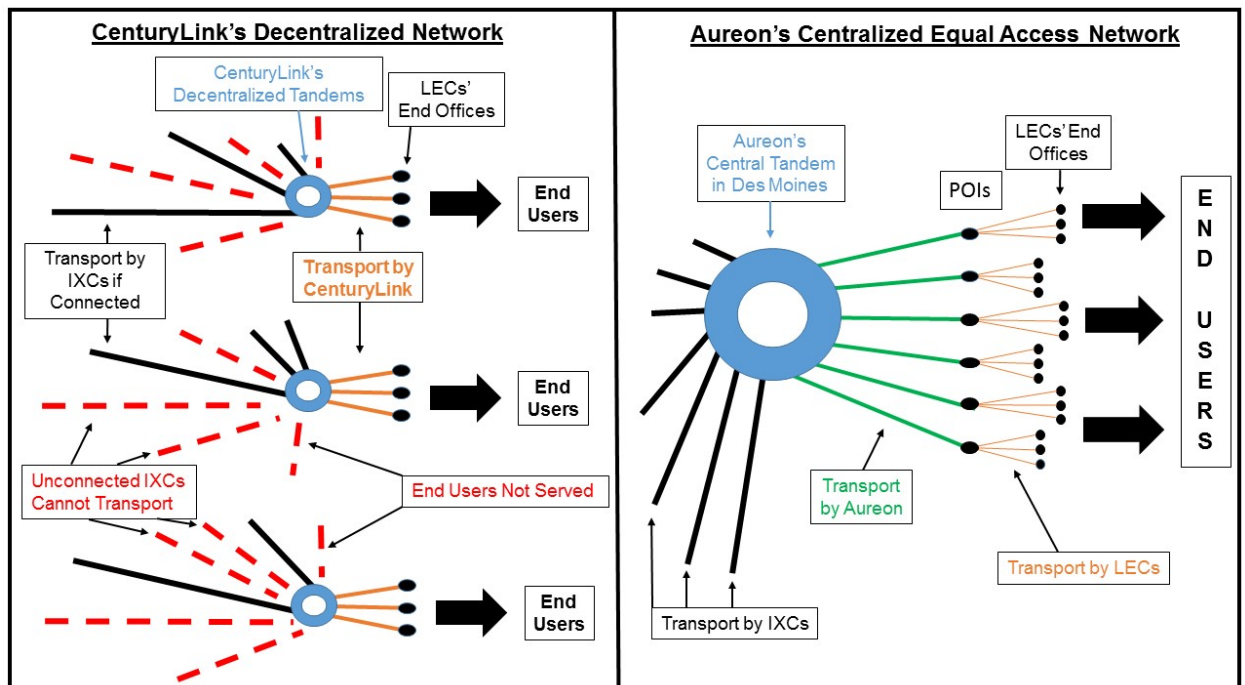 CenturyLink's Decentralized Network
CenturyLink's
Decentralized Tandems
LECs'
End Offices
End
Users
Transport by
IXCs if
Connected
Transport by
CenturyLink
End
Users
Unconnected IXCs
Cannot Transport
End Users Not Served
End
Users
Aureon's Centralized Equal Access Network
Aureon's
Central Tandem
in Des Moines
LECs' End
Offices
POIs
E
N
D
U
S
E
R
S
Transport
by Aureon
Transport by LECs
Transport by IXCs